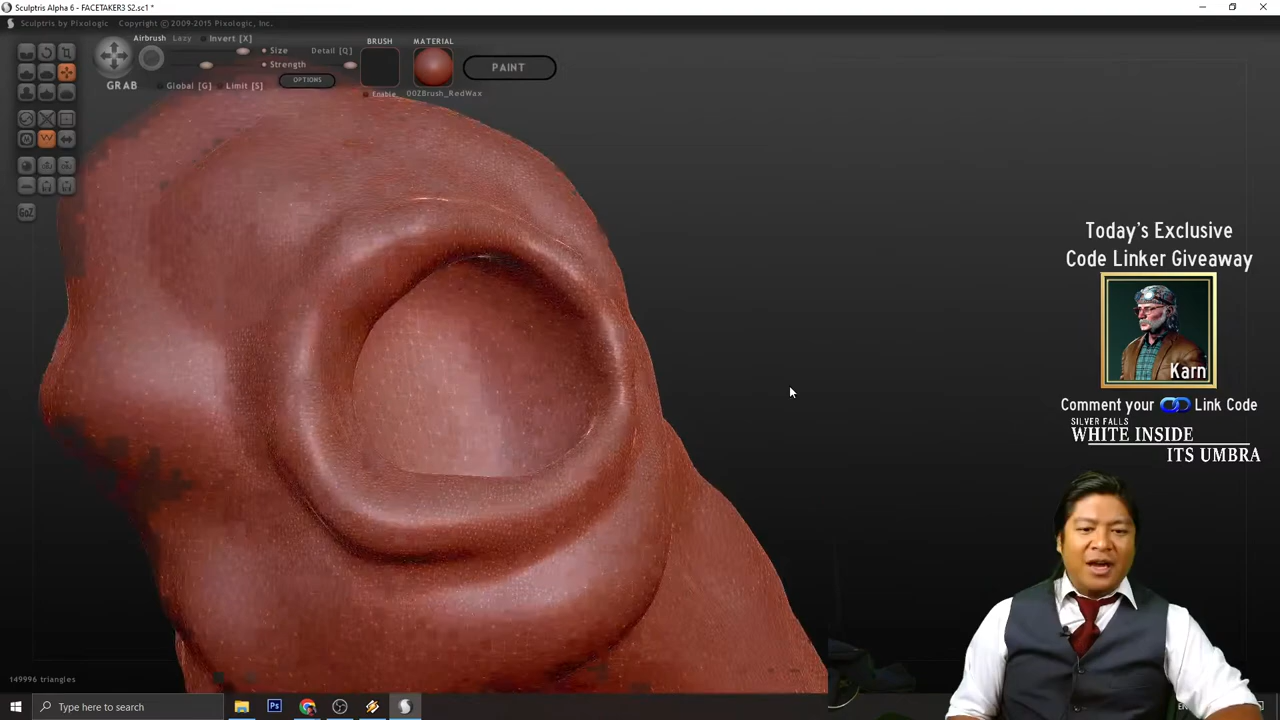 Sculptris Alpha 6 - FACETAKER3 S2.sc1 *
Sculptris by Pixologic Copyright © 2009-2015 Pixologic, Inc.
Airbrush Lazy Invert [X]
Size Detail [Q]
Strength
GRAB
Global [G] Limit [S]
OPTIONS
BRUSH
Enable
MATERIAL
00ZBrush_RedWax
PAINT
GoZ
Today's Exclusive
Code Linker Giveaway
Karn
Comment your Link Code
SILVER FALLS
WHITE INSIDE
ITS UMBRA
149996 triangles
Type here to search
Ps